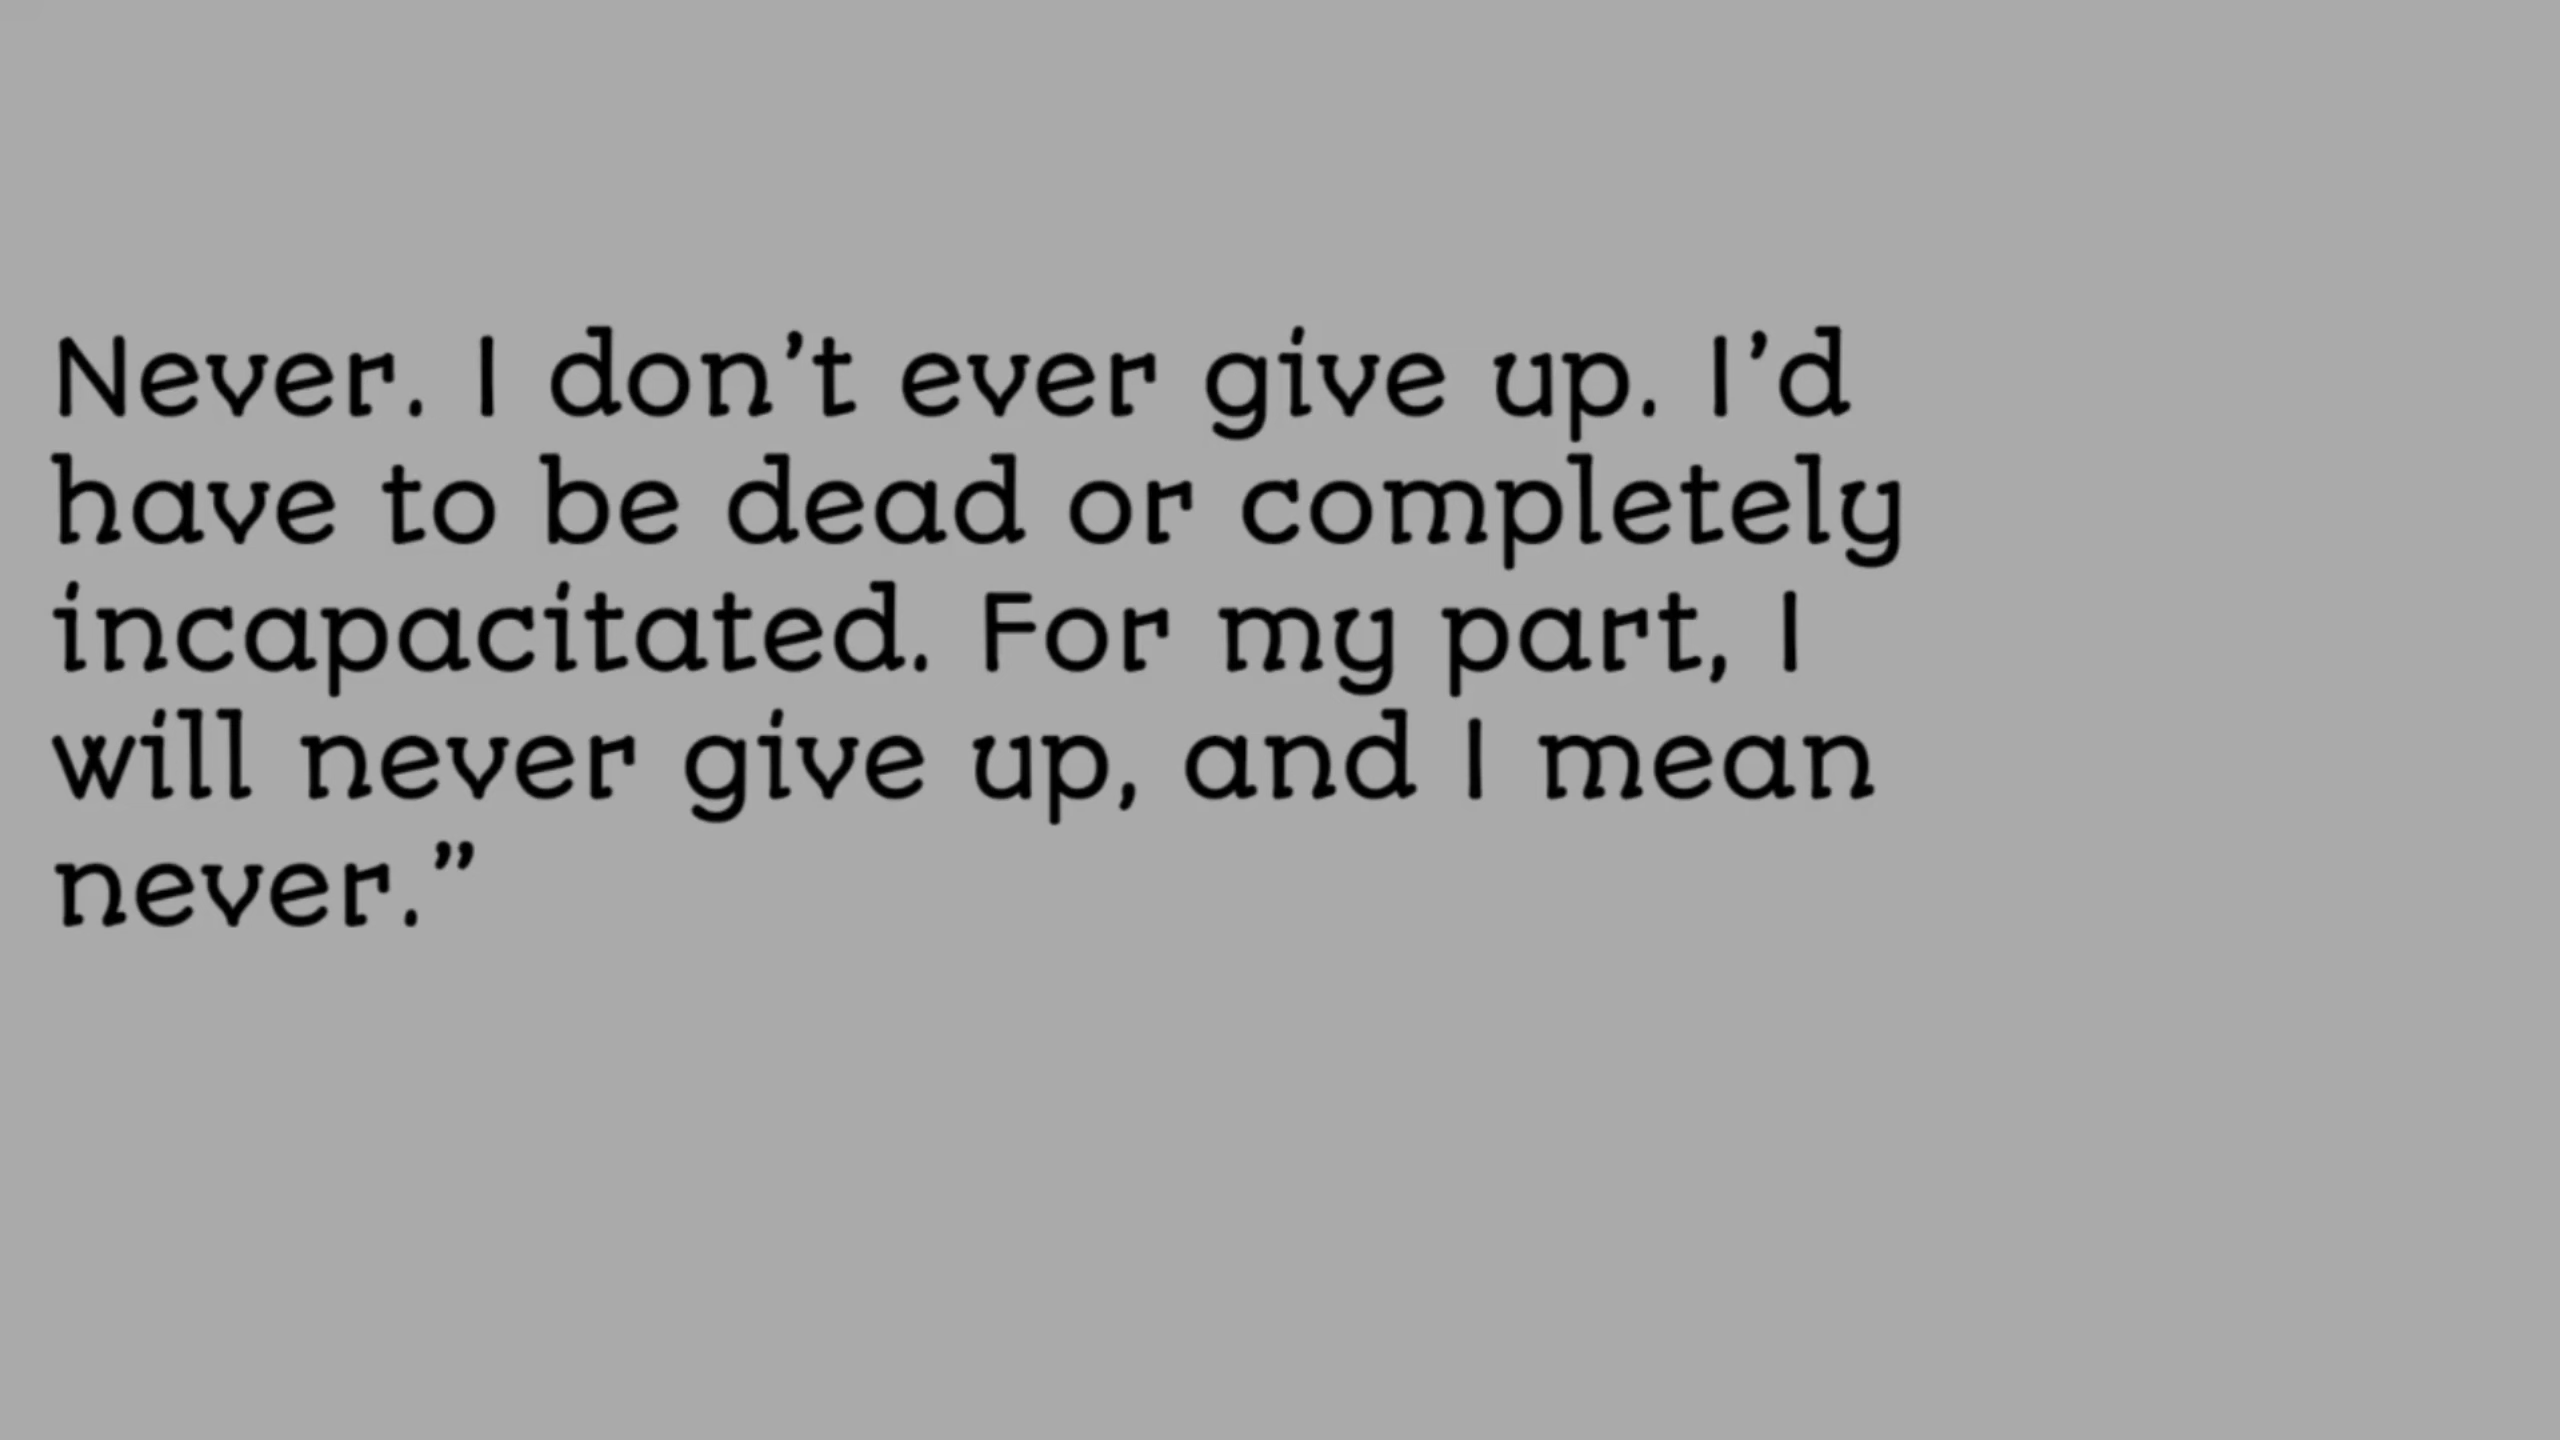 Never. I don’t ever give up. I’d
have to be dead or completely
incapacitated. For my part, I
will never give up, and I mean
never.”